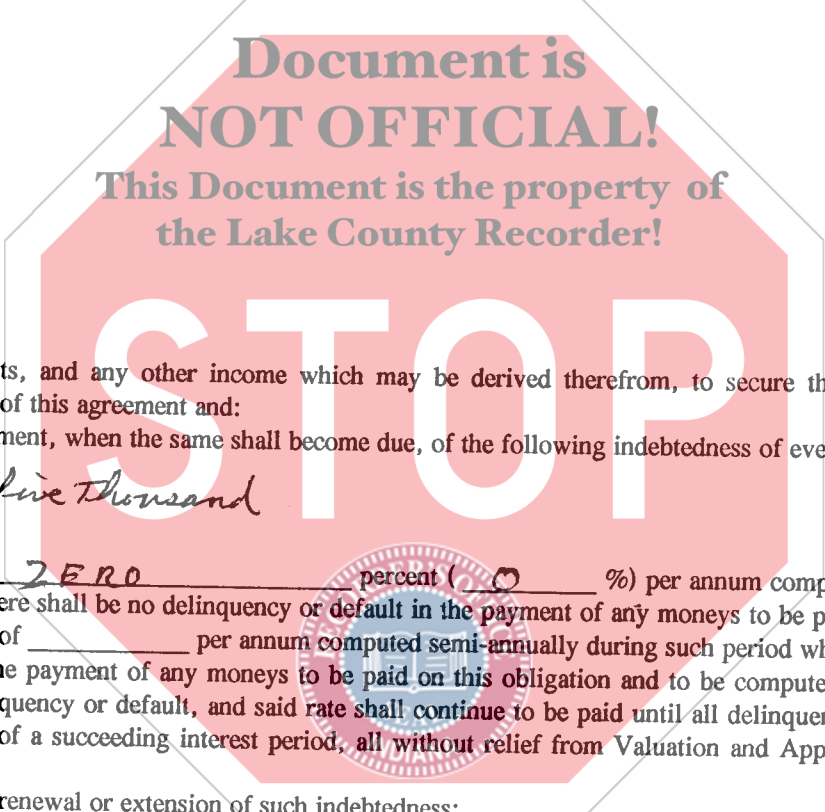 Document is
NOT OFFICIAL!
This Document is the property of
the Lake County Recorder!
STOP
ts, and any other income which may be derived therefrom, to secure th
of this agreement and:
ment, when the same shall become due, of the following indebtedness of eve
Five Thousand
ZERO percent ( 0 %) per annum comp
ere shall be no delinquency or default in the payment of any moneys to be p
of ________ per annum computed semi-annually during such period wh
e payment of any moneys to be paid on this obligation and to be compute
quency or default, and said rate shall continue to be paid until all delinquen
of a succeeding interest period, all without relief from Valuation and App
renewal or extension of such indebtedness: